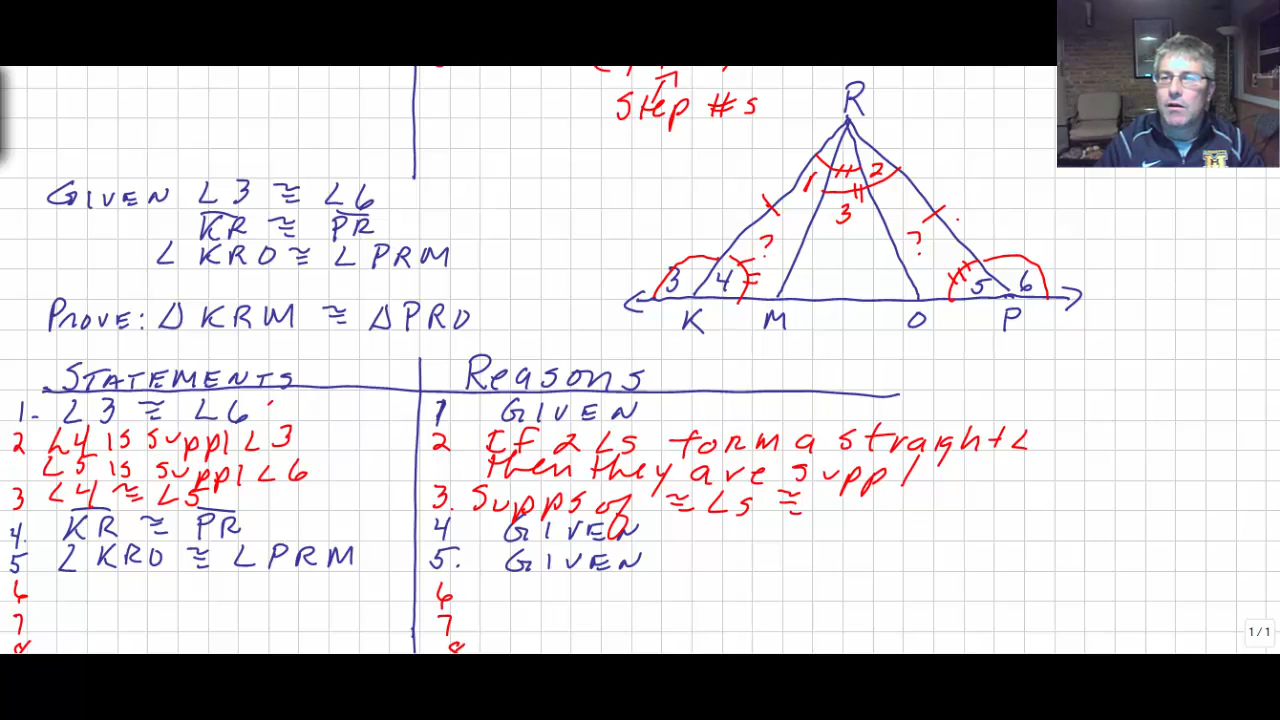 Step #s
R
1 2
3
? ?
3 4 5 6
K M O P
GIVEN ∠3 ≅ ∠6
KR ≅ PR
∠KRO ≅ ∠PRM
PROVE: △KRM ≅ △PRO
STATEMENTS Reasons
1. ∠3 ≅ ∠6 1 GIVEN
2 ∠4 is suppl ∠3 2 If 2 ∠s form a straight ∠
∠5 is suppl ∠6 then they are suppl
3 ∠4 ≅ ∠5 3. Supps of ≅ ∠s ≅
4. KR ≅ PR 4 GIVEN
5 ∠KRO ≅ ∠PRM 5. GIVEN
6 6
7 7
1/1